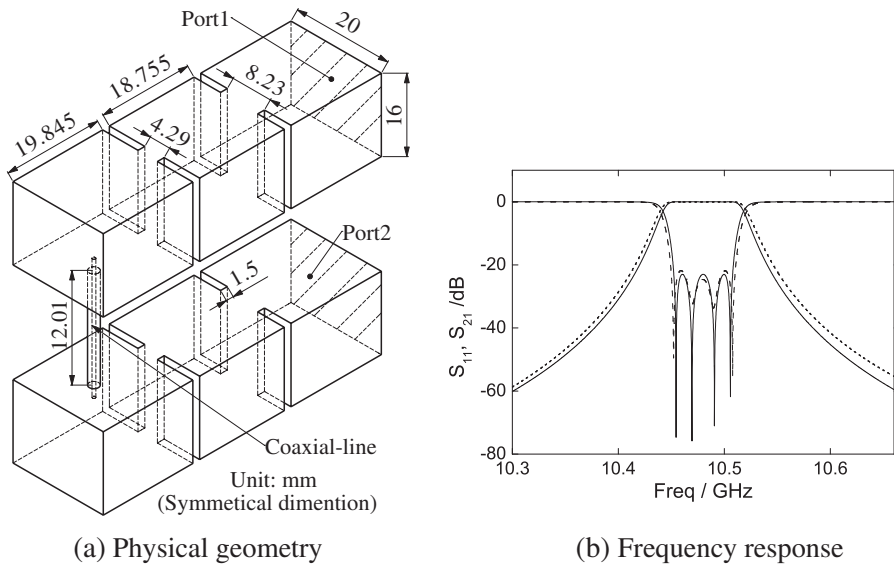 Port1
20
18.755
8.23
19.845
4.29
16
Port2
1.5
12.01
Coaxial-line
Unit: mm
(Symmetical dimention)
(a) Physical geometry
S11, S21 /dB
0
-20
-40
-60
-80
10.3
10.4
10.5
10.6
Freq / GHz
(b) Frequency response